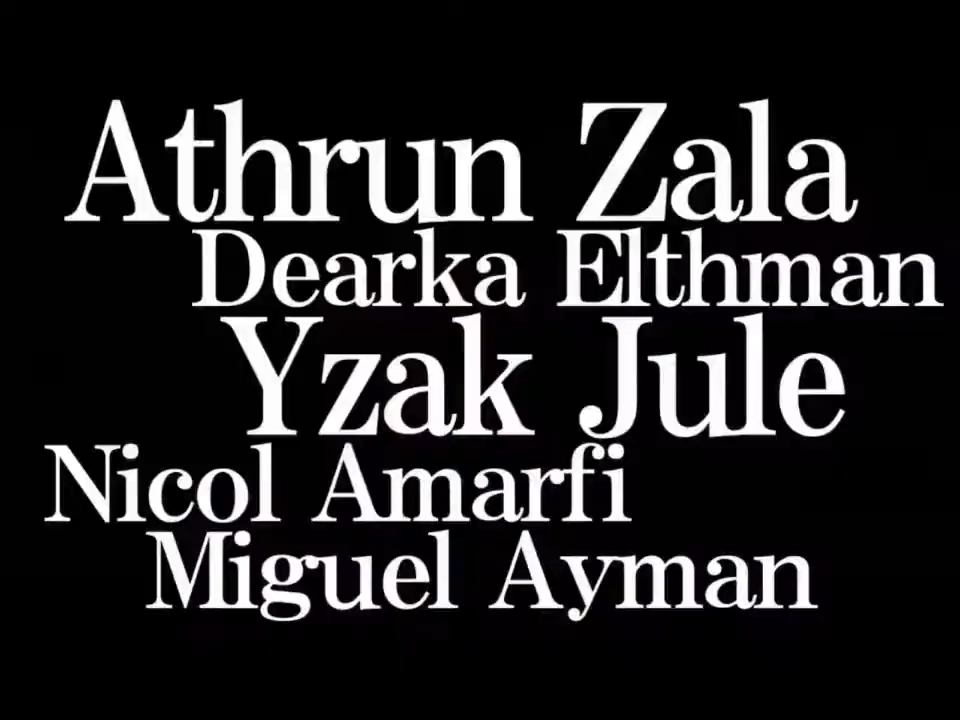 Athrun Zala
Dearka Elthman
Yzak Jule
Nicol Amarfi
Miguel Ayman